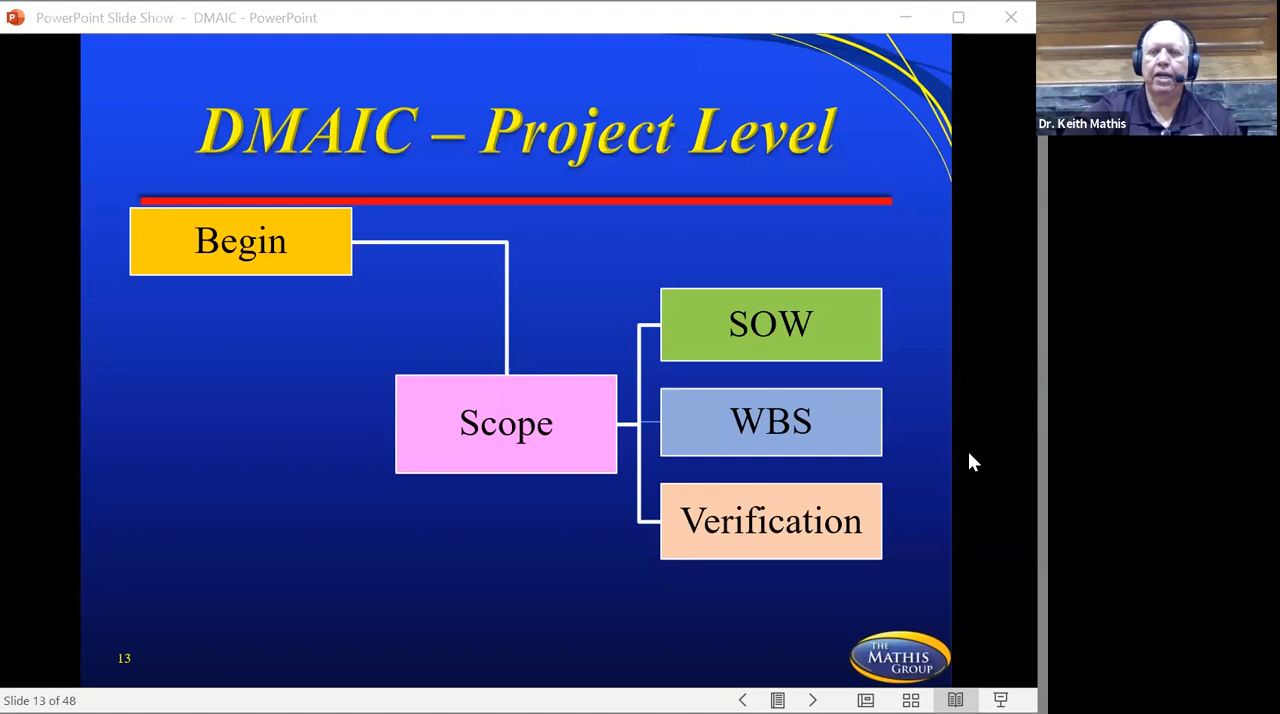 PowerPoint Slide Show - DMAIC - PowerPoint
Dr. Keith Mathis
DMAIC – Project Level
Begin
SOW
Scope
WBS
Verification
13
THE
MATHIS
GROUP
Slide 13 of 48